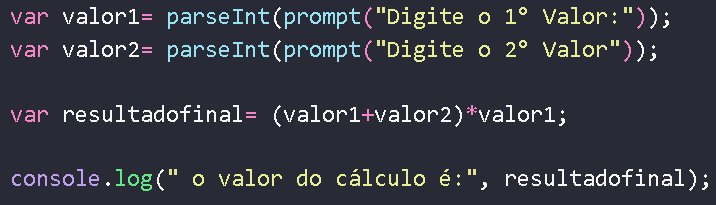 var valor1= parseInt(prompt("Digite o 1° Valor:"));
var valor2= parseInt(prompt("Digite o 2° Valor"));
var resultadofinal= (valor1+valor2)*valor1;
console.log(" o valor do cálculo é:", resultadofinal);